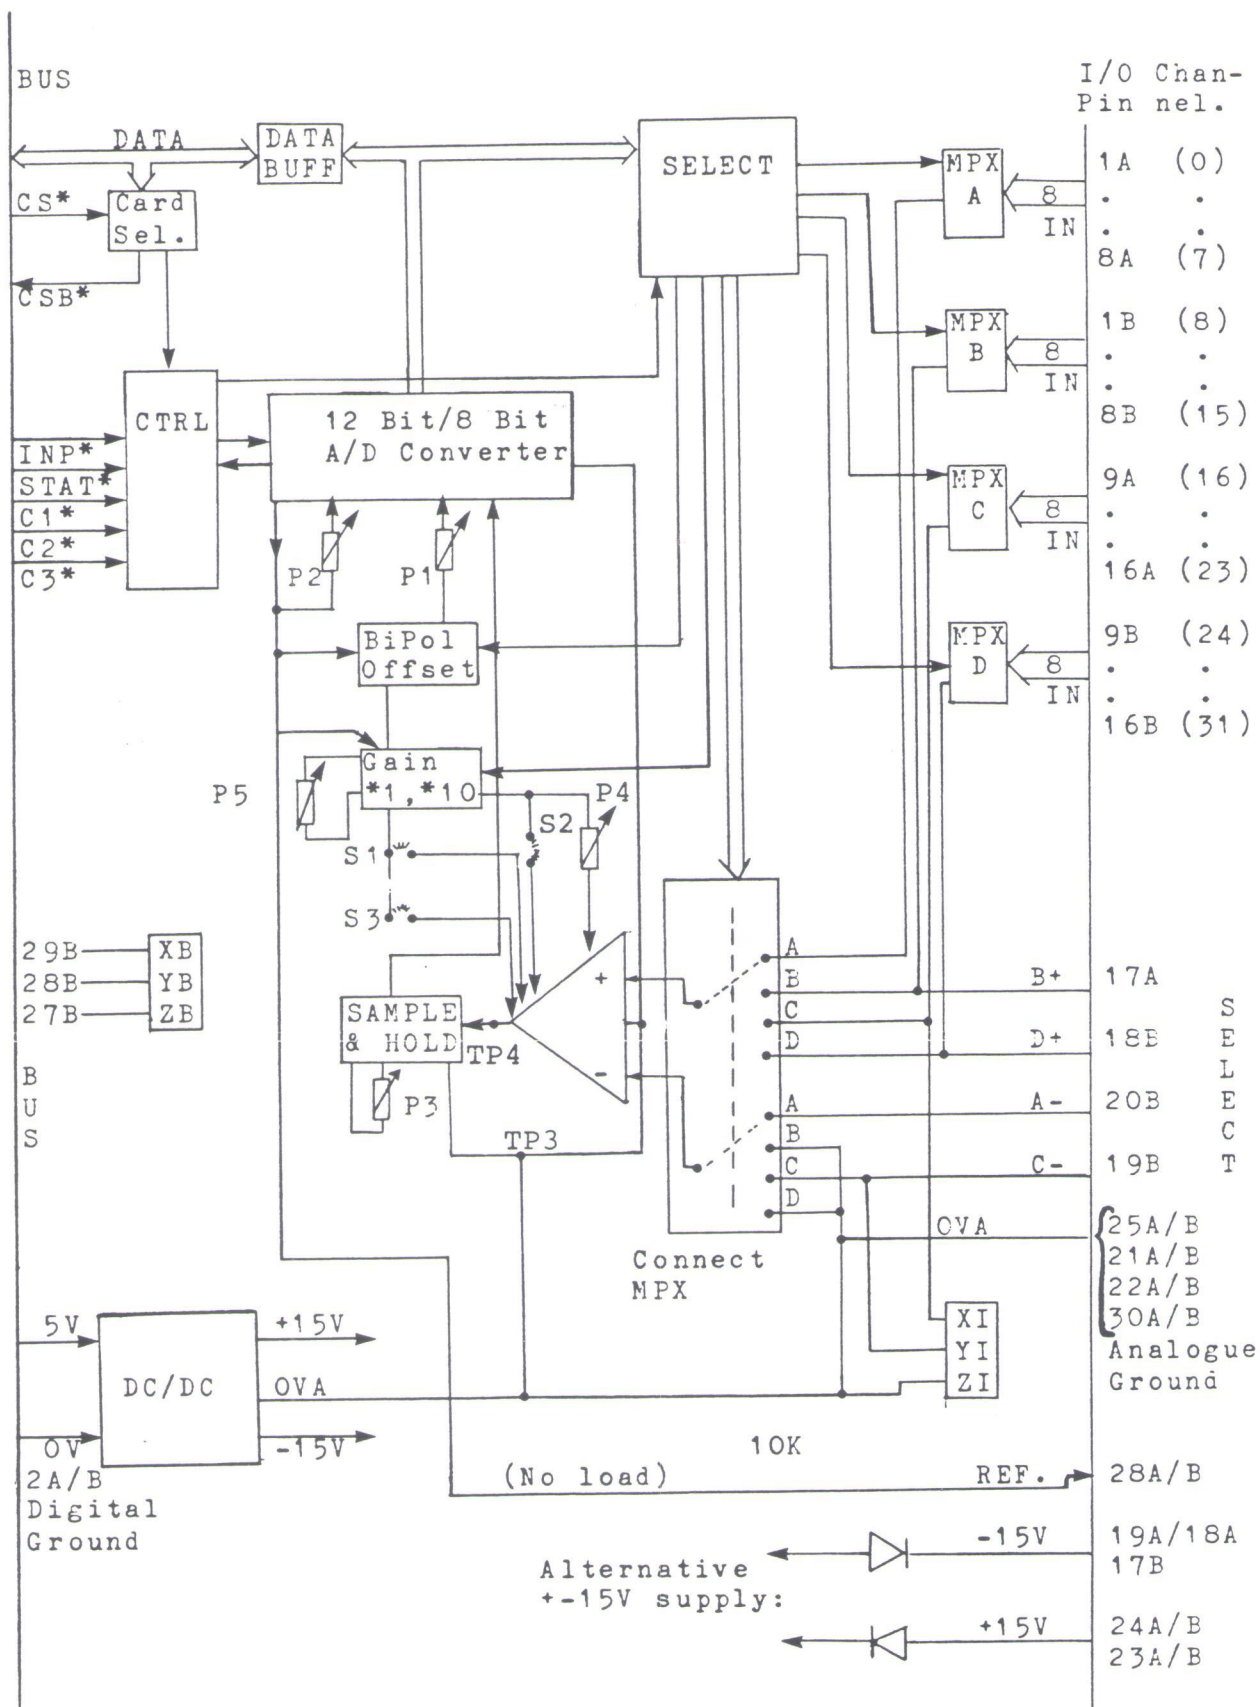 BUS
I/O Chan-
Pin nel.
DATA
DATA
BUFF
SELECT
MPX
A
8
IN
1A (0)
. .
. .
8A (7)
CS*
Card
Sel.
CSB*
MPX
B
8
IN
1B (8)
. .
. .
8B (15)
CTRL
12 Bit/8 Bit
A/D Converter
INP*
STAT*
C1*
C2*
C3*
MPX
C
8
IN
9A (16)
. .
. .
16A (23)
P2
P1
BiPol
Offset
MPX
D
8
IN
9B (24)
. .
. .
16B (31)
P5
Gain
*1,*10
P4
S2
S1
S3
29B
28B
27B
XB
YB
ZB
BUS
SAMPLE
& HOLD
TP4
P3
TP3
+
-
A
B
C
D
A
B
C
D
Connect
MPX
B+ 17A
D+ 18B
A- 20B
C- 19B
SELECT
0VA
25A/B
21A/B
22A/B
30A/B
Analogue
Ground
XI
YI
ZI
5V
DC/DC
+15V
0VA
-15V
0V
2A/B
Digital
Ground
10K
(No load) REF. 28A/B
Alternative
+-15V supply:
-15V 19A/18A
17B
+15V 24A/B
23A/B